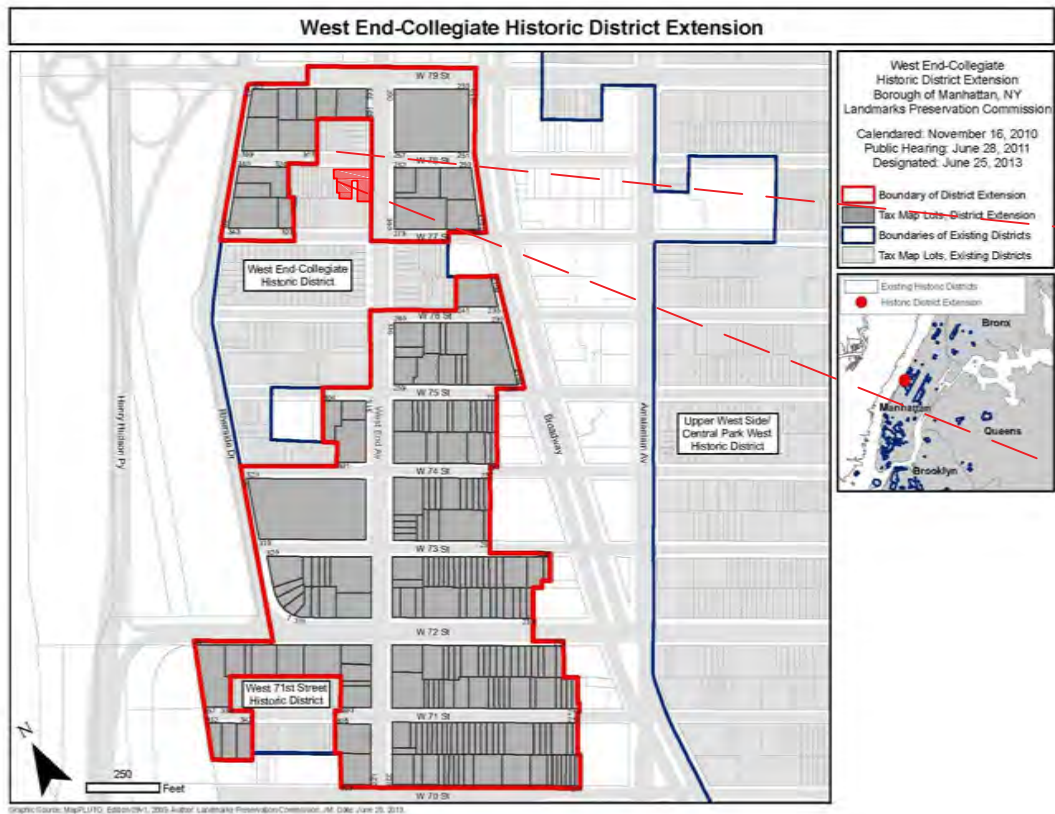 West End-Collegiate Historic District Extension
W 79 St
W 78 St
W 77 St
West End-Collegiate
Historic District
W 76 St
W 75 St
West End Av
Broadway
Amsterdam Av
Henry Hudson Py
Riverside Dr
Upper West Side/
Central Park West
Historic District
W 74 St
W 73 St
W 72 St
West 71st Street
Historic District
W 71 St
W 70 St
N
250
Feet
West End-Collegiate
Historic District Extension
Borough of Manhattan, NY
Landmarks Preservation Commission
Calendared: November 16, 2010
Public Hearing: June 28, 2011
Designated: June 25, 2013
Boundary of District Extension
Tax Map Lots, District Extension
Boundaries of Existing Districts
Tax Map Lots, Existing Districts
Existing Historic Districts
Historic District Extension
Bronx
Manhattan
Queens
Brooklyn